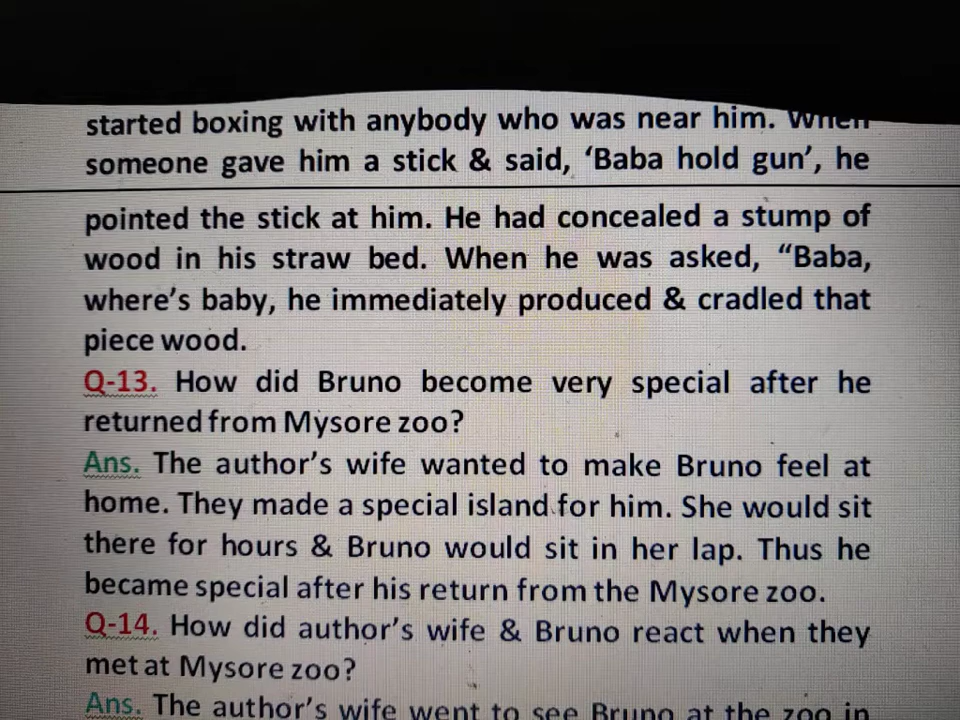 started boxing with anybody who was near him. When
someone gave him a stick & said, ‘Baba hold gun’, he
pointed the stick at him. He had concealed a stump of
wood in his straw bed. When he was asked, “Baba,
where’s baby, he immediately produced & cradled that
piece wood.
Q-13. How did Bruno become very special after he
returned from Mysore zoo?
Ans. The author’s wife wanted to make Bruno feel at
home. They made a special island for him. She would sit
there for hours & Bruno would sit in her lap. Thus he
became special after his return from the Mysore zoo.
Q-14. How did author’s wife & Bruno react when they
met at Mysore zoo?
Ans. The author’s wife went to see Bruno at the zoo in